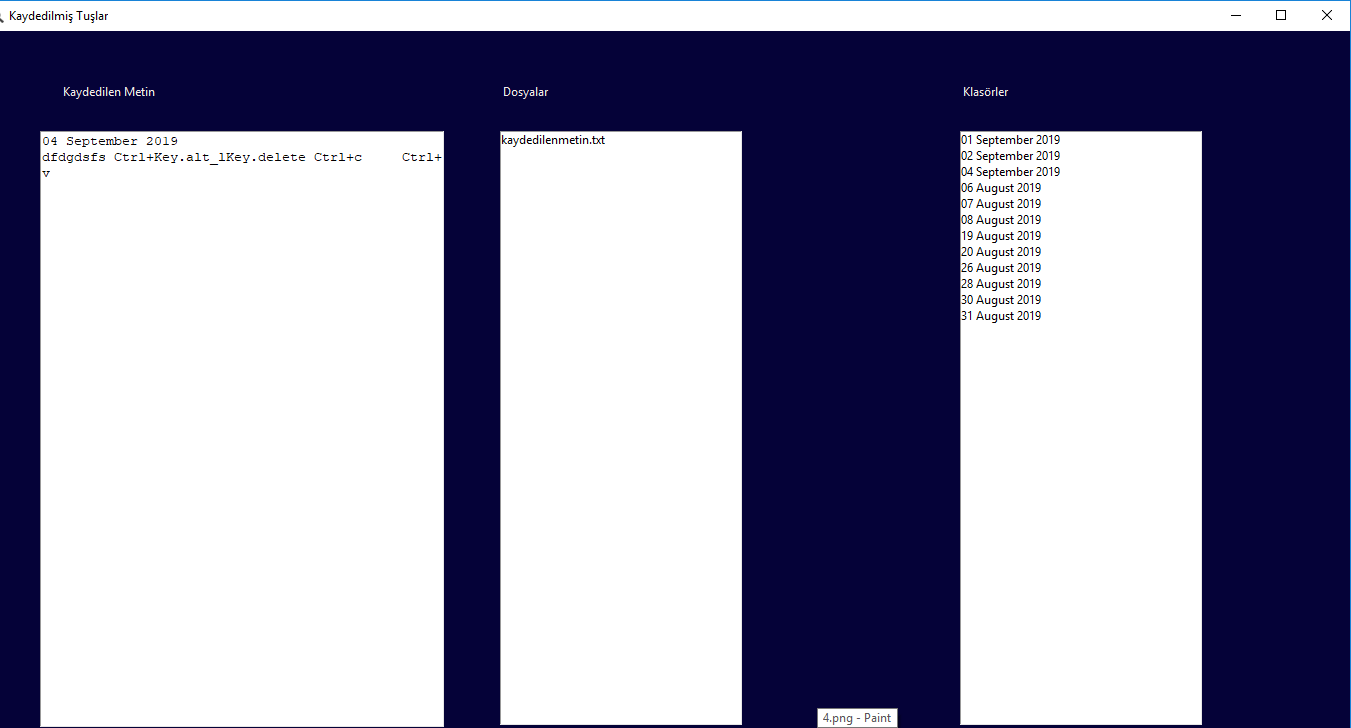 Kaydedilmiş Tuşlar
Kaydedilen Metin
04 September 2019
dfdgdsfs Ctrl+Key.alt_lKey.delete Ctrl+c     Ctrl+
v
Dosyalar
kaydedilenmetin.txt
Klasörler
01 September 2019
02 September 2019
04 September 2019
06 August 2019
07 August 2019
08 August 2019
19 August 2019
20 August 2019
26 August 2019
28 August 2019
30 August 2019
31 August 2019
4.png - Paint